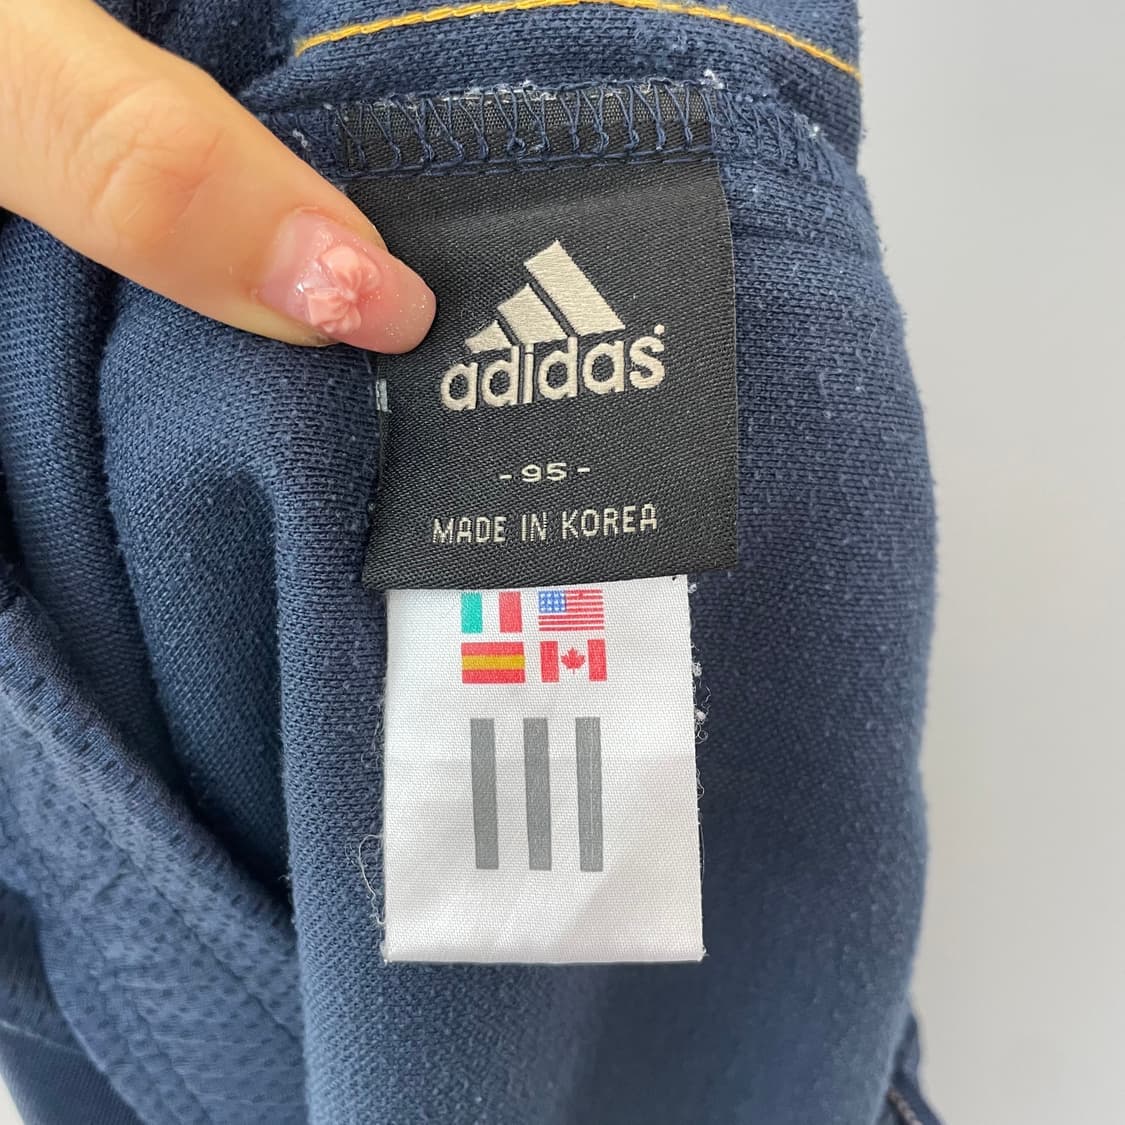 adidas
- 95 -
MADE IN KOREA